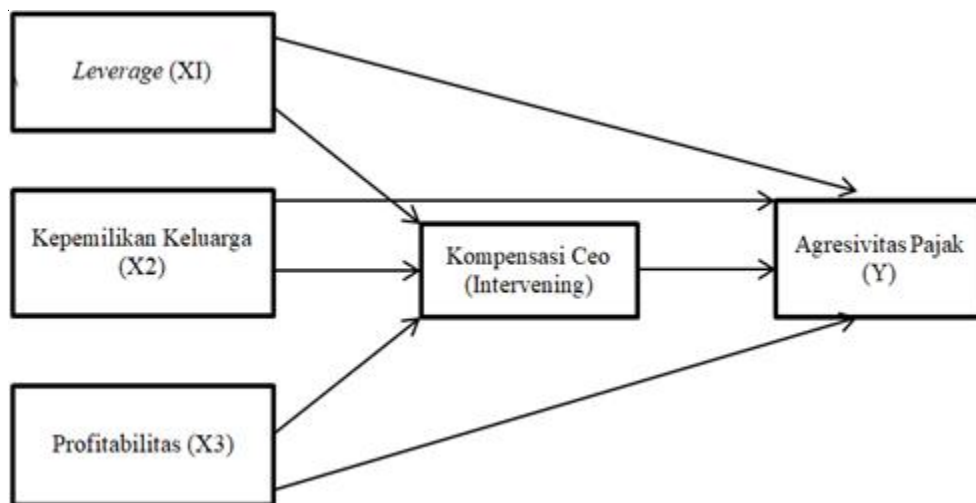 Leverage (XI)
Kepemilikan Keluarga
(X2)
Kompensasi Ceo
(Intervening)
Agresivitas Pajak
(Y)
Profitabilitas (X3)